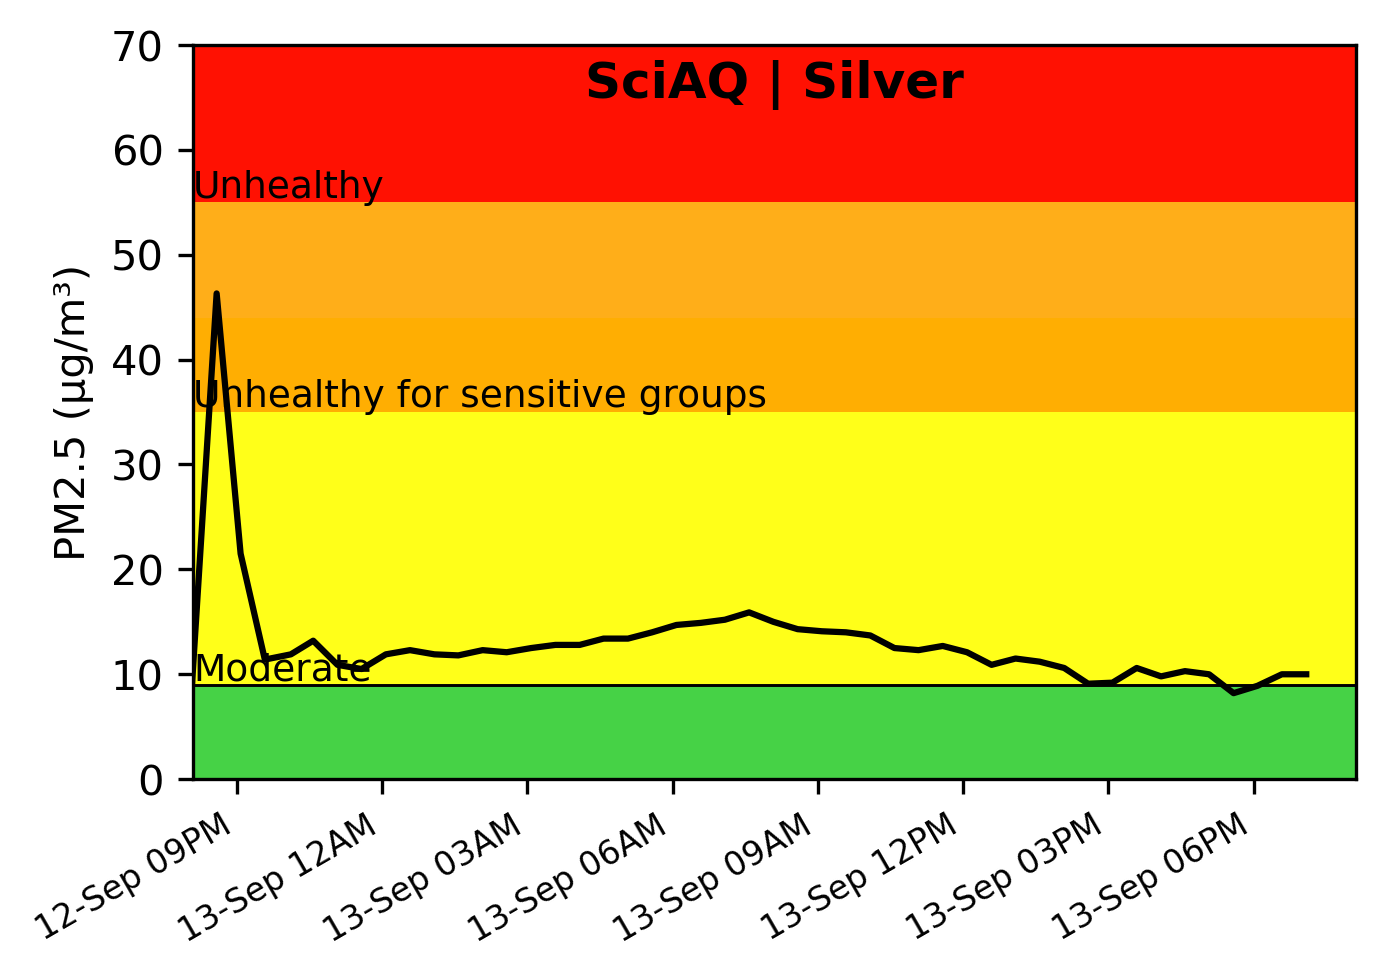 SciAQ | Silver
PM2.5 (µg/m³)
70
60
50
40
30
20
10
0
Unhealthy
Unhealthy for sensitive groups
Moderate
12-Sep 09PM
13-Sep 12AM
13-Sep 03AM
13-Sep 06AM
13-Sep 09AM
13-Sep 12PM
13-Sep 03PM
13-Sep 06PM